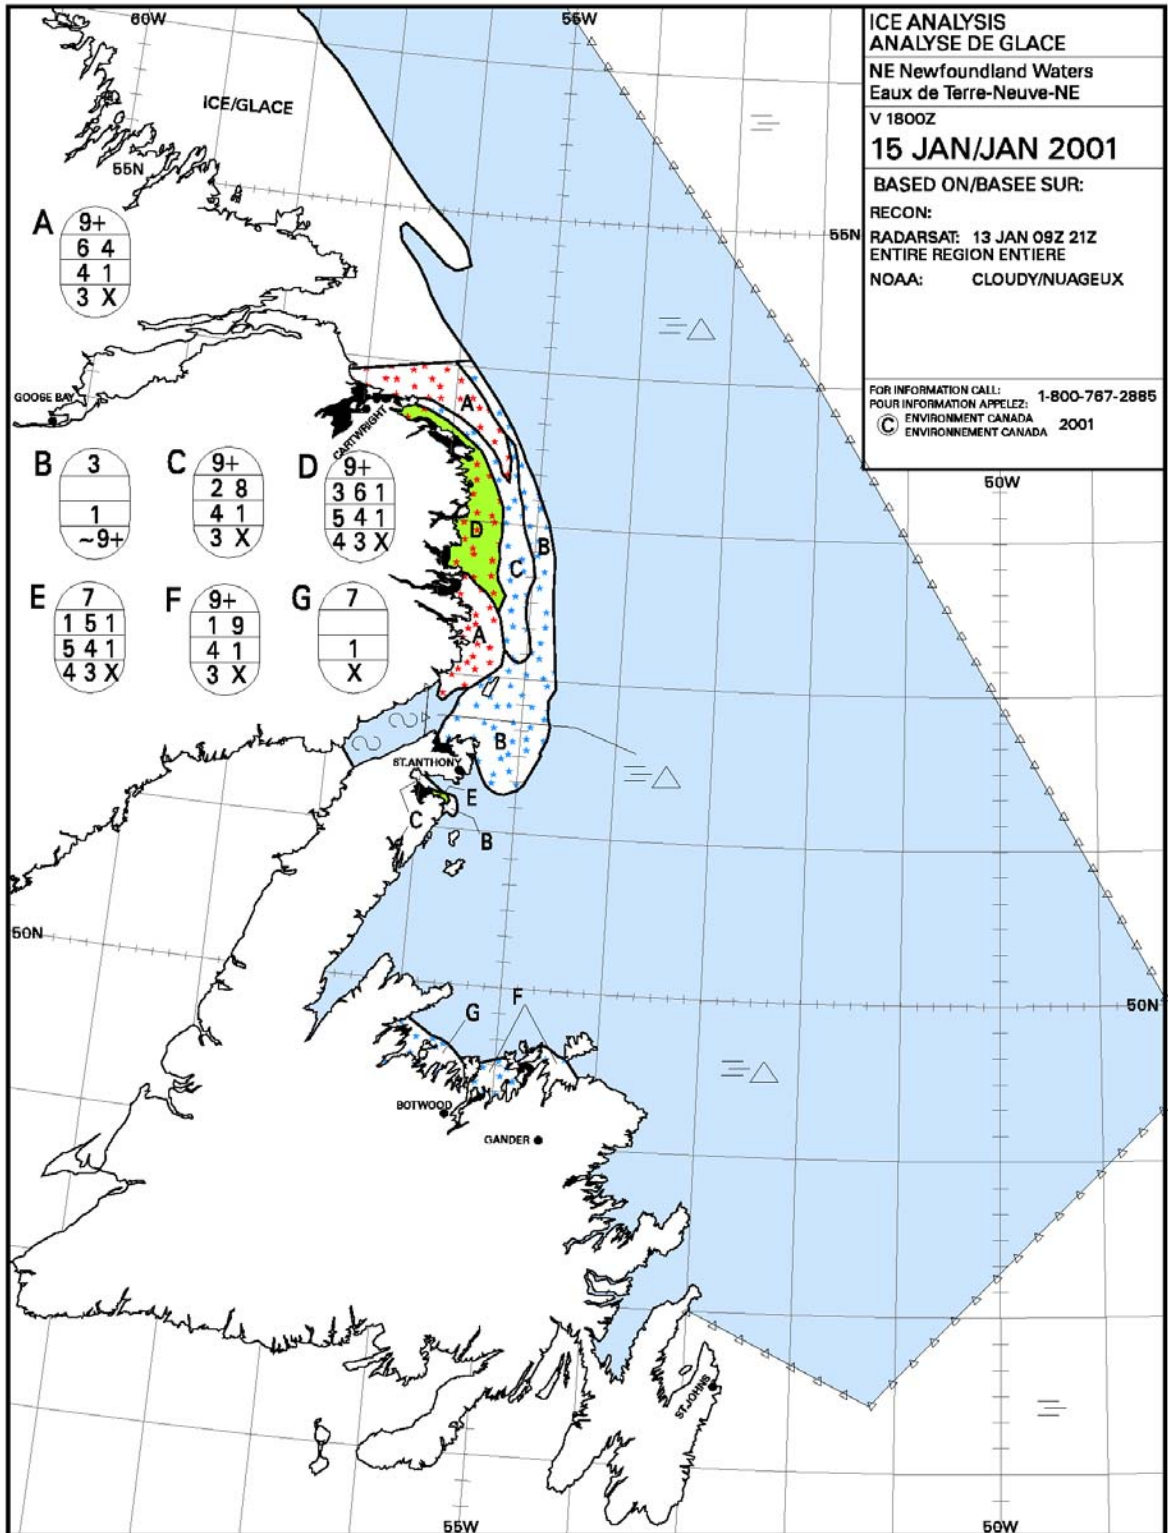 60W
55W
ICE ANALYSIS
ANALYSE DE GLACE
NE Newfoundland Waters
Eaux de Terre-Neuve-NE
V 1800Z
15 JAN/JAN 2001
BASED ON/BASEE SUR:
RECON:
RADARSAT: 13 JAN 09Z 21Z
ENTIRE REGION ENTIERE
NOAA: CLOUDY/NUAGEUX
FOR INFORMATION CALL:
POUR INFORMATION APPELEZ: 1-800-767-2885
© ENVIRONMENT CANADA
ENVIRONNEMENT CANADA 2001
ICE/GLACE
55N
55N
A
9+
6 4
4 1
3 X
GOOSE BAY
CARTWRIGHT
A
B
3
1
~9+
C
9+
2 8
4 1
3 X
D
9+
3 6 1
5 4 1
4 3 X
50W
D
B
C
E
7
1 5 1
5 4 1
4 3 X
F
9+
1 9
4 1
3 X
G
7
1
X
A
B
ST.ANTHONY
E
C
B
50N
F
G
50N
BOTWOOD
GANDER
ST.JOHNS
55W
50W